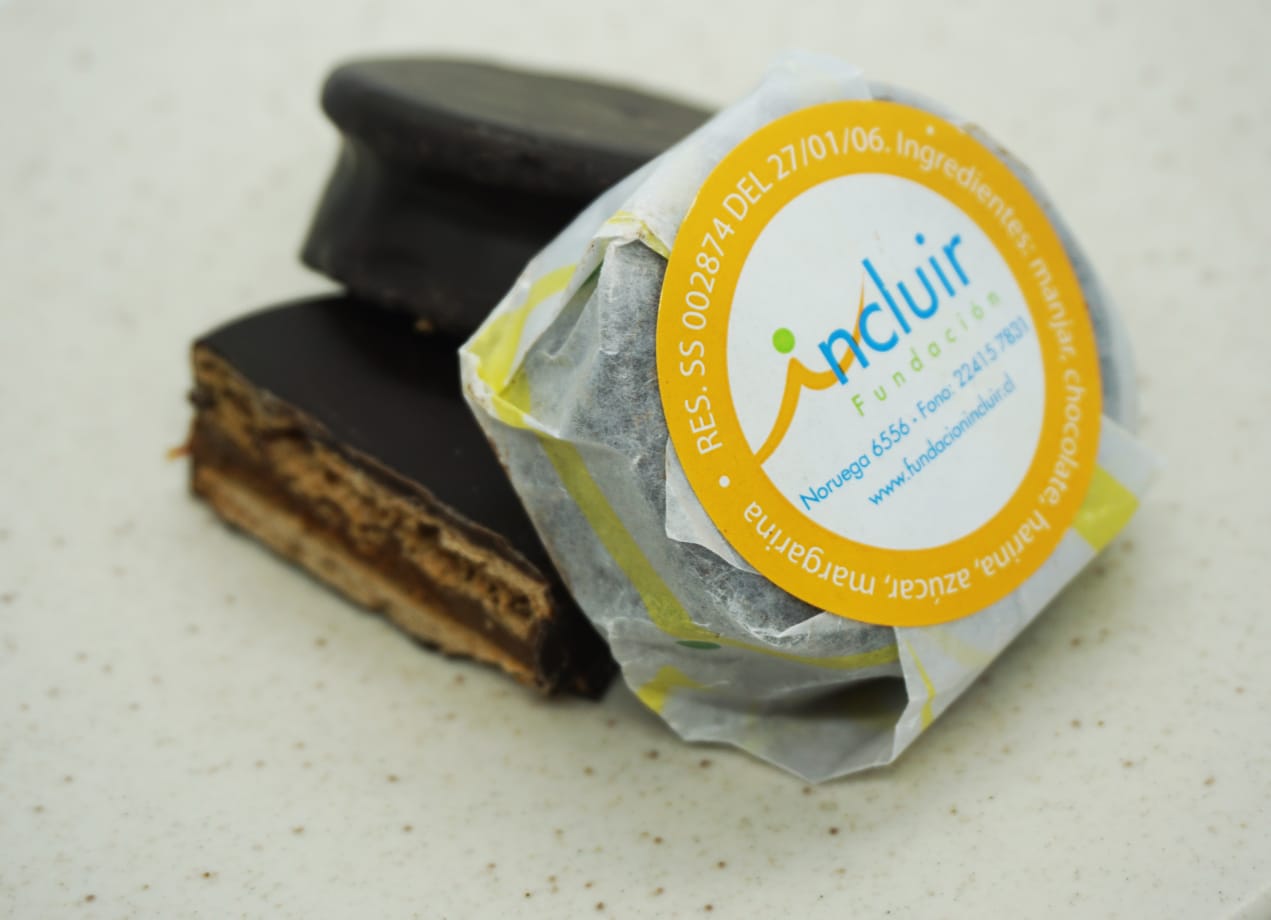 RES. SS 002874 DEL 27/01/06. Ingredientes: manjar, chocolate, harina, azúcar, margarina
incluir
Fundación
Noruega 6556 - Fono: 22415 7831
www.fundacionincluir.cl